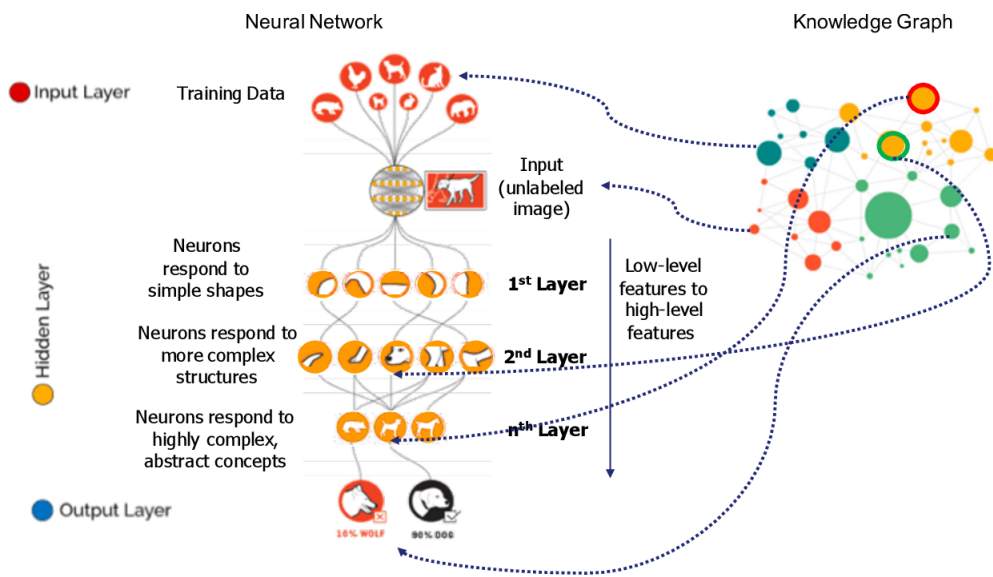 Neural Network
Knowledge Graph
Input Layer
Training Data
Input
(unlabeled
image)
Neurons
respond to
simple shapes
1st Layer
Low-level
features to
high-level
features
Hidden Layer
Neurons respond to
more complex
structures
2nd Layer
Neurons respond to
highly complex,
abstract concepts
nth Layer
Output Layer
10% WOLF
90% DOG